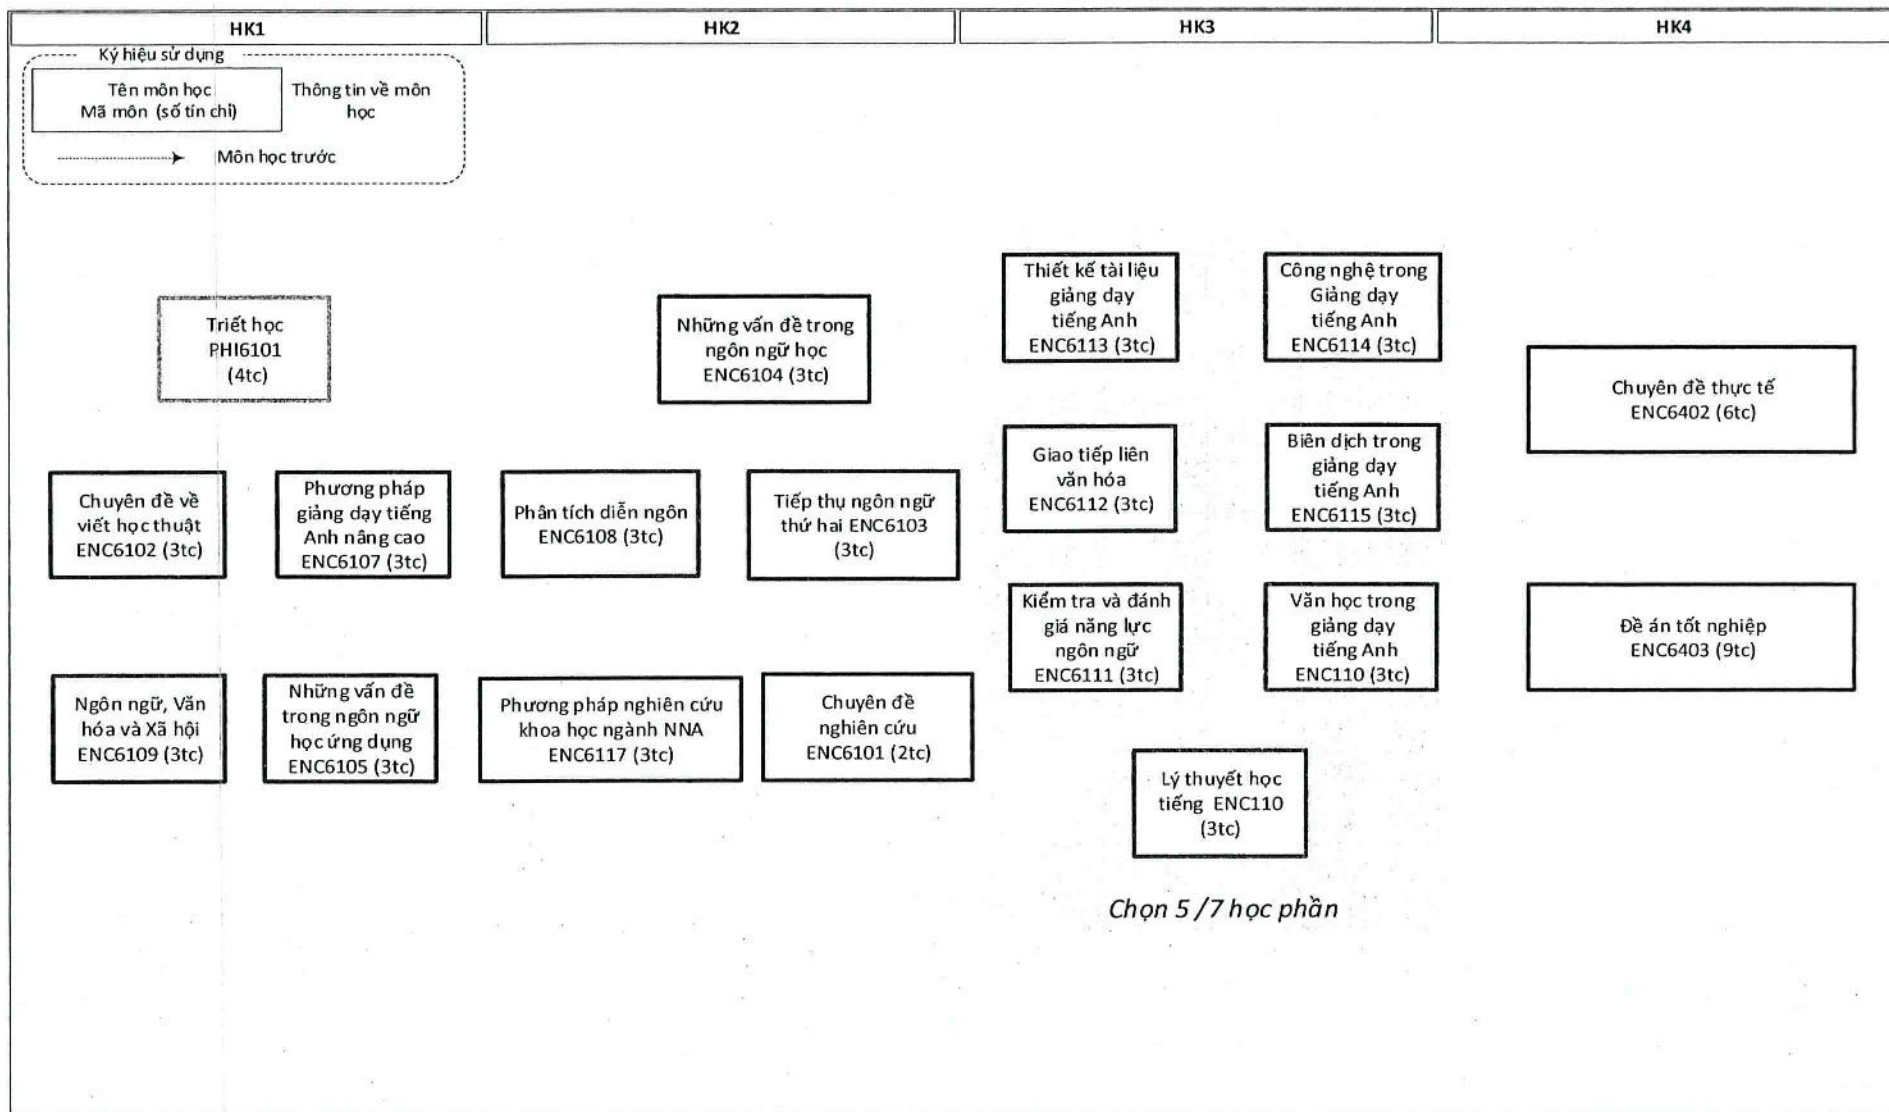 HK1
HK2
HK3
HK4
Ký hiệu sử dụng
Tên môn học
Mã môn (số tín chỉ)
Thông tin về môn
học
Môn học trước
Triết học
PHI6101
(4tc)
Chuyên đề về
viết học thuật
ENC6102 (3tc)
Phương pháp
giảng dạy tiếng
Anh nâng cao
ENC6107 (3tc)
Ngôn ngữ, Văn
hóa và Xã hội
ENC6109 (3tc)
Những vấn đề
trong ngôn ngữ
học ứng dụng
ENC6105 (3tc)
Những vấn đề trong
ngôn ngữ học
ENC6104 (3tc)
Phân tích diễn ngôn
ENC6108 (3tc)
Tiếp thụ ngôn ngữ
thứ hai ENC6103
(3tc)
Phương pháp nghiên cứu
khoa học ngành NNA
ENC6117 (3tc)
Chuyên đề
nghiên cứu
ENC6101 (2tc)
Thiết kế tài liệu
giảng dạy
tiếng Anh
ENC6113 (3tc)
Công nghệ trong
Giảng dạy
tiếng Anh
ENC6114 (3tc)
Giao tiếp liên
văn hóa
ENC6112 (3tc)
Biên dịch trong
giảng dạy
tiếng Anh
ENC6115 (3tc)
Kiểm tra và đánh
giá năng lực
ngôn ngữ
ENC6111 (3tc)
Văn học trong
giảng dạy
tiếng Anh
ENC110 (3tc)
Lý thuyết học
tiếng ENC110
(3tc)
Chọn 5/7 học phần
Chuyên đề thực tế
ENC6402 (6tc)
Đề án tốt nghiệp
ENC6403 (9tc)